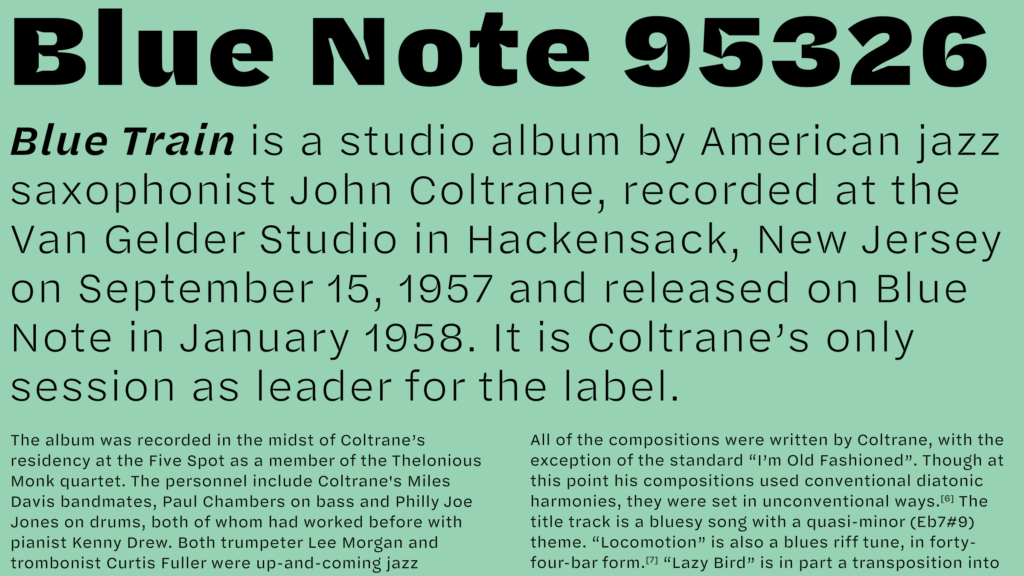 Blue Note 95326
Blue Train is a studio album by American jazz
saxophonist John Coltrane, recorded at the
Van Gelder Studio in Hackensack, New Jersey
on September 15, 1957 and released on Blue
Note in January 1958. It is Coltrane’s only
session as leader for the label.
The album was recorded in the midst of Coltrane’s
residency at the Five Spot as a member of the Thelonious
Monk quartet. The personnel include Coltrane's Miles
Davis bandmates, Paul Chambers on bass and Philly Joe
Jones on drums, both of whom had worked before with
pianist Kenny Drew. Both trumpeter Lee Morgan and
trombonist Curtis Fuller were up-and-coming jazz
All of the compositions were written by Coltrane, with the
exception of the standard “I’m Old Fashioned”. Though at
this point his compositions used conventional diatonic
harmonies, they were set in unconventional ways.[6] The
title track is a bluesy song with a quasi-minor (Eb7#9)
theme. “Locomotion” is also a blues riff tune, in forty-
four-bar form.[7] “Lazy Bird” is in part a transposition into